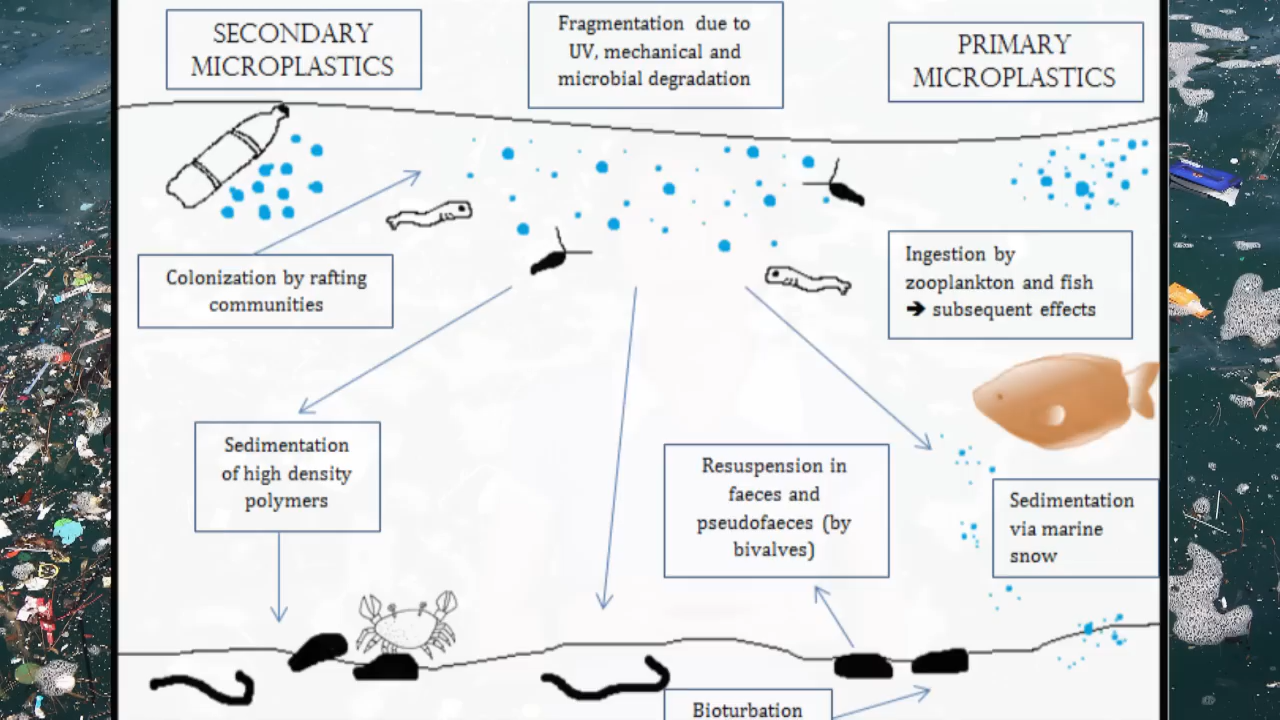 SECONDARY
MICROPLASTICS
Fragmentation due to
UV, mechanical and
microbial degradation
PRIMARY
MICROPLASTICS
Colonization by rafting
communities
Ingestion by
zooplankton and fish
➔ subsequent effects
Sedimentation
of high density
polymers
Resuspension in
faeces and
pseudofaeces (by
bivalves)
Sedimentation
via marine
snow
Bioturbation